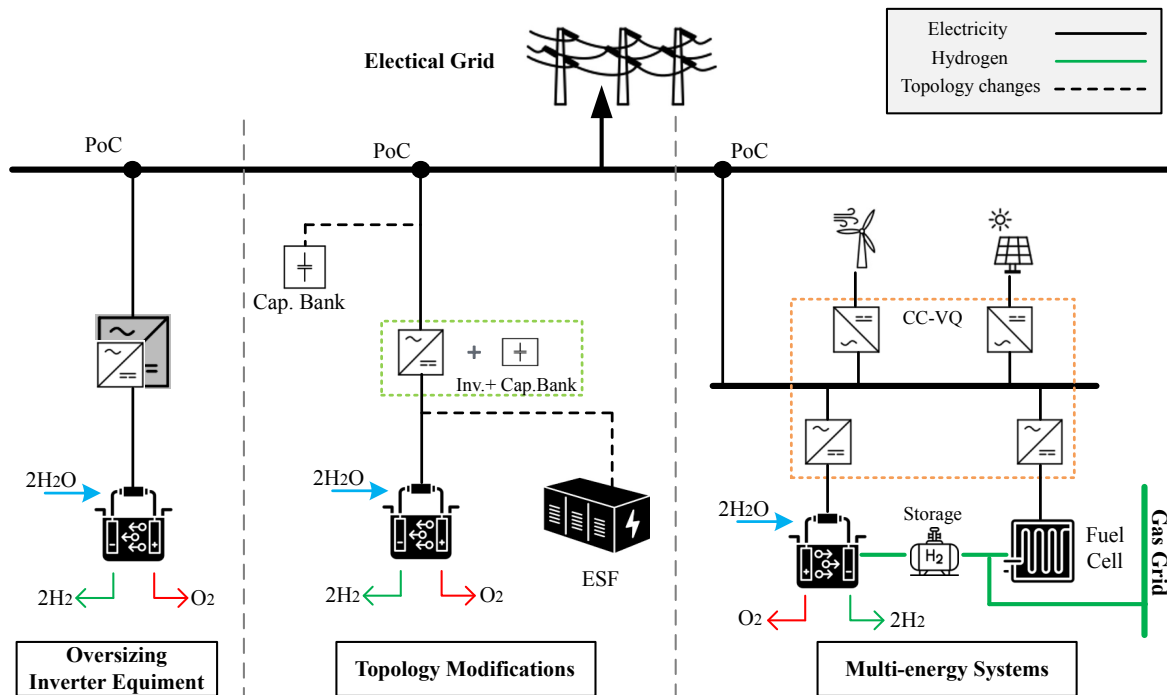 Electricity
Hydrogen
Topology changes
Electical Grid
PoC
PoC
PoC
Cap. Bank
CC-VQ
+
Inv.+ Cap.Bank
2H2O
2H2O
2H2O
- +
- +
+ -
ESF
Storage
H2
Fuel
Cell
Gas Grid
2H2
O2
2H2
O2
O2
2H2
Oversizing
Inverter Equiment
Topology Modifications
Multi-energy Systems